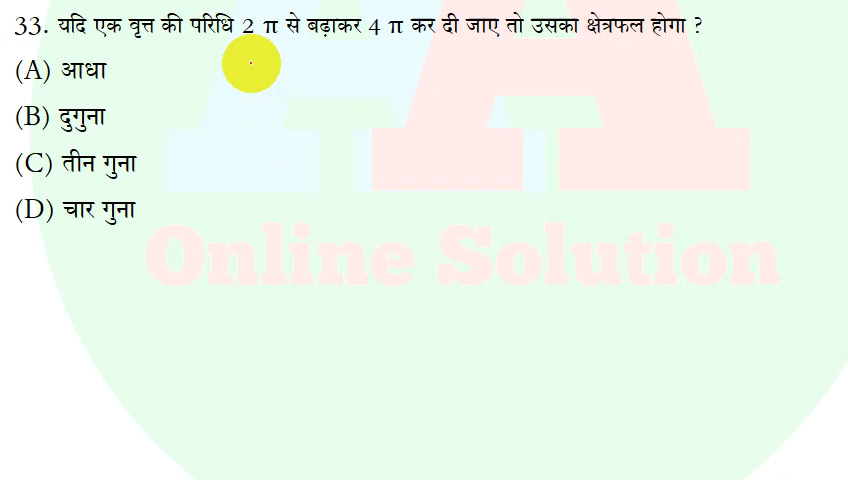 33. यदि एक वृत्त की परिधि 2 π से बढ़ाकर 4 π कर दी जाए तो उसका क्षेत्रफल होगा ?
(A) आधा
(B) दुगुना
(C) तीन गुना
(D) चार गुना
Online Solution